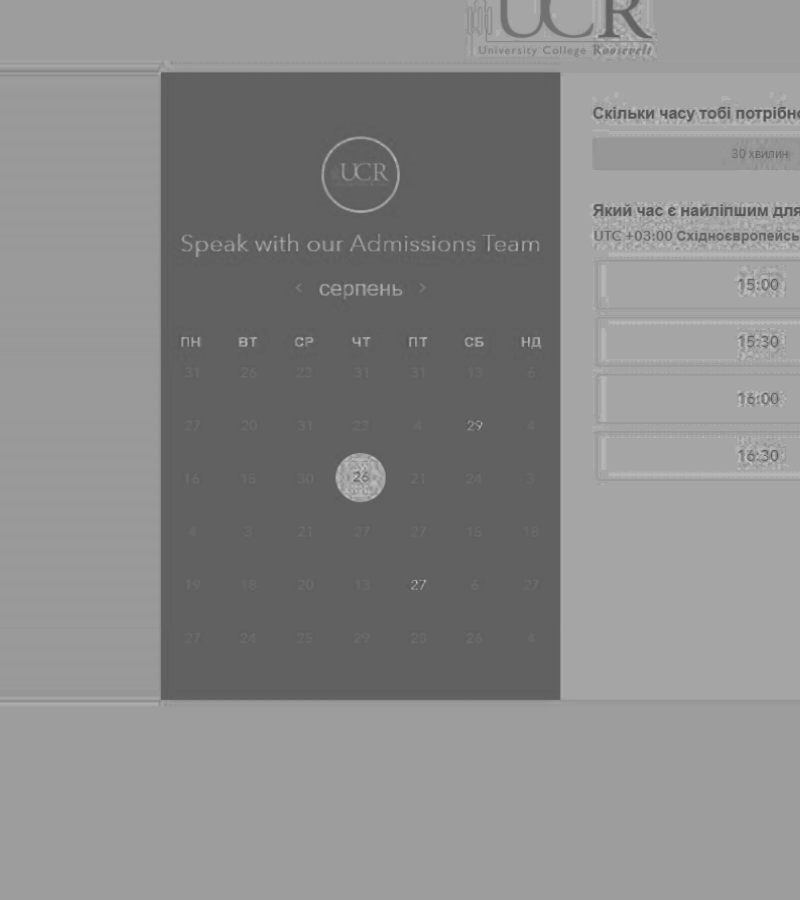 UCR
University College Roosevelt
UCR
Speak with our Admissions Team
‹ серпень ›
ПН ВТ СР ЧТ ПТ СБ НД
31 26 22 31 31 13 6
27 20 31 23 4 29 4
16 15 30 26 21 24 3
4 3 21 27 27 15 18
19 18 20 13 27 6 27
27 24 25 29 25 26 4
Скільки часу тобі потрібно
30 хвилин
Який час є найліпшим для
UTC +03:00 Східноєвропейсь
15:00
15:30
16:00
16:30